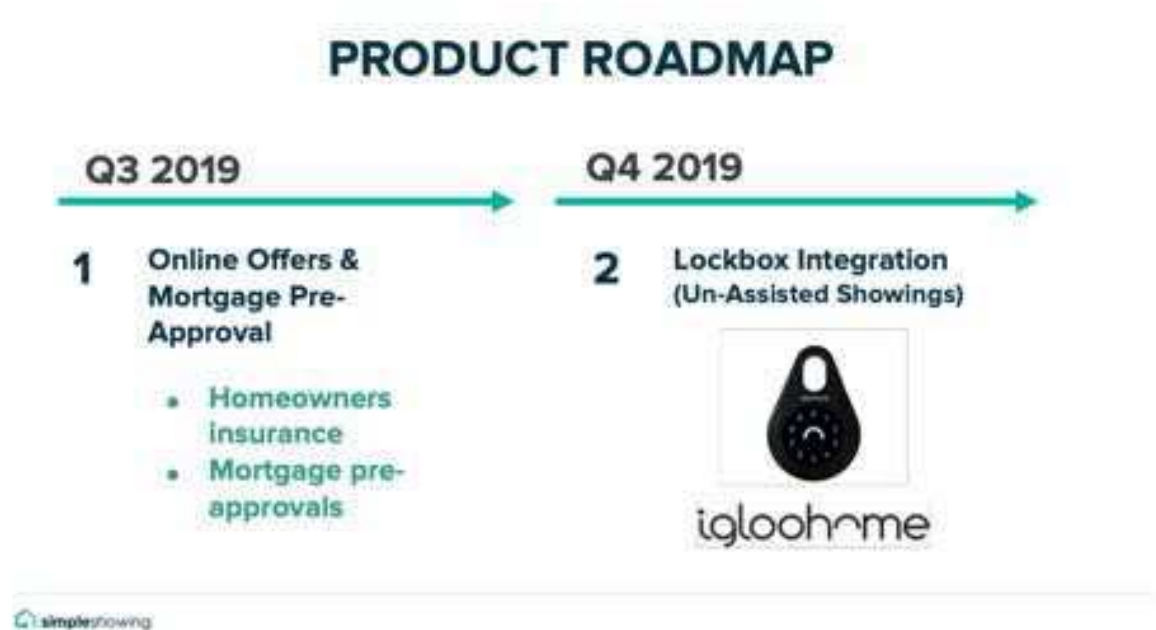 PRODUCT ROADMAP
Q3 2019
Q4 2019
1
Online Offers &
Mortgage Pre-
Approval
• Homeowners
insurance
• Mortgage pre-
approvals
2
Lockbox Integration
(Un-Assisted Showings)
igloohome
simpleshowing